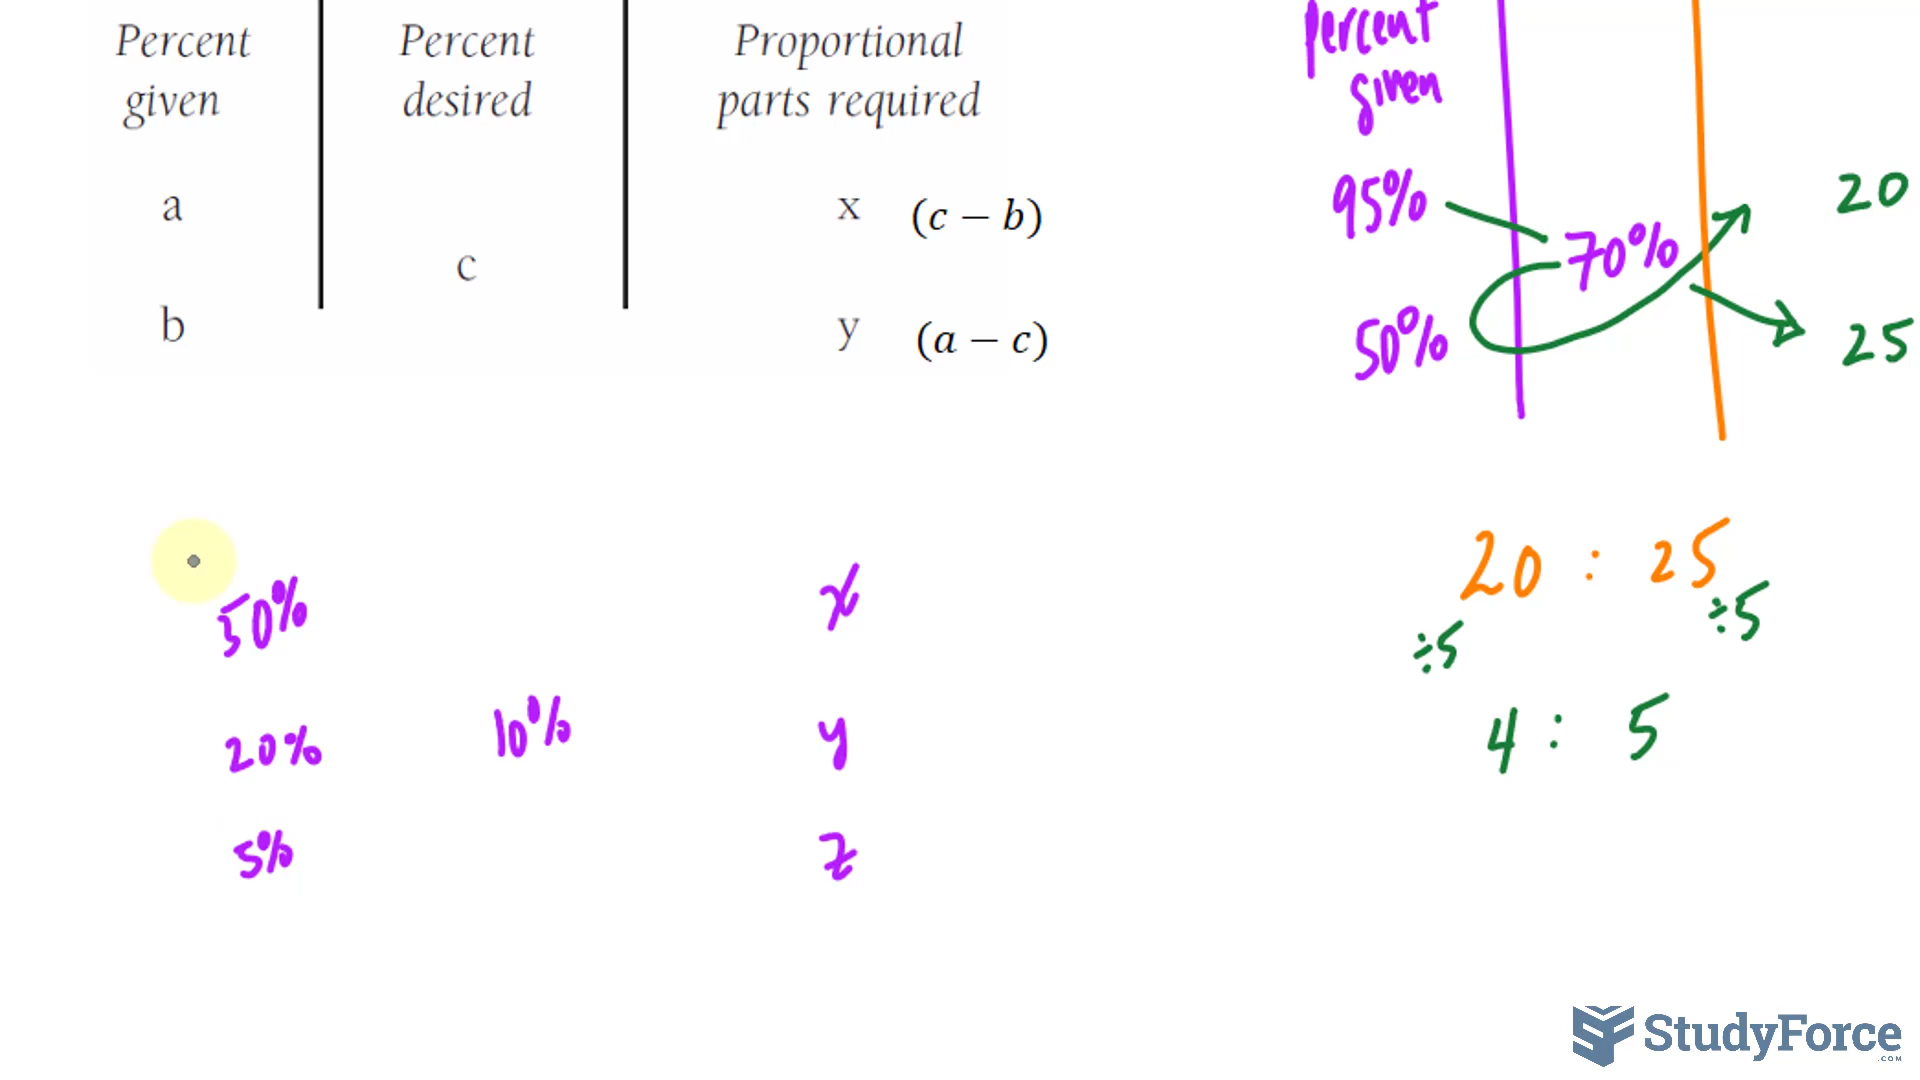 Percent given
Percent desired
Proportional parts required
a
x (c − b)
c
b
y (a − c)
percent given
95%
20
70%
50%
25
20 : 25
÷5
÷5
4 : 5
50%
x
20%
10%
y
5%
z
StudyForce
.COM